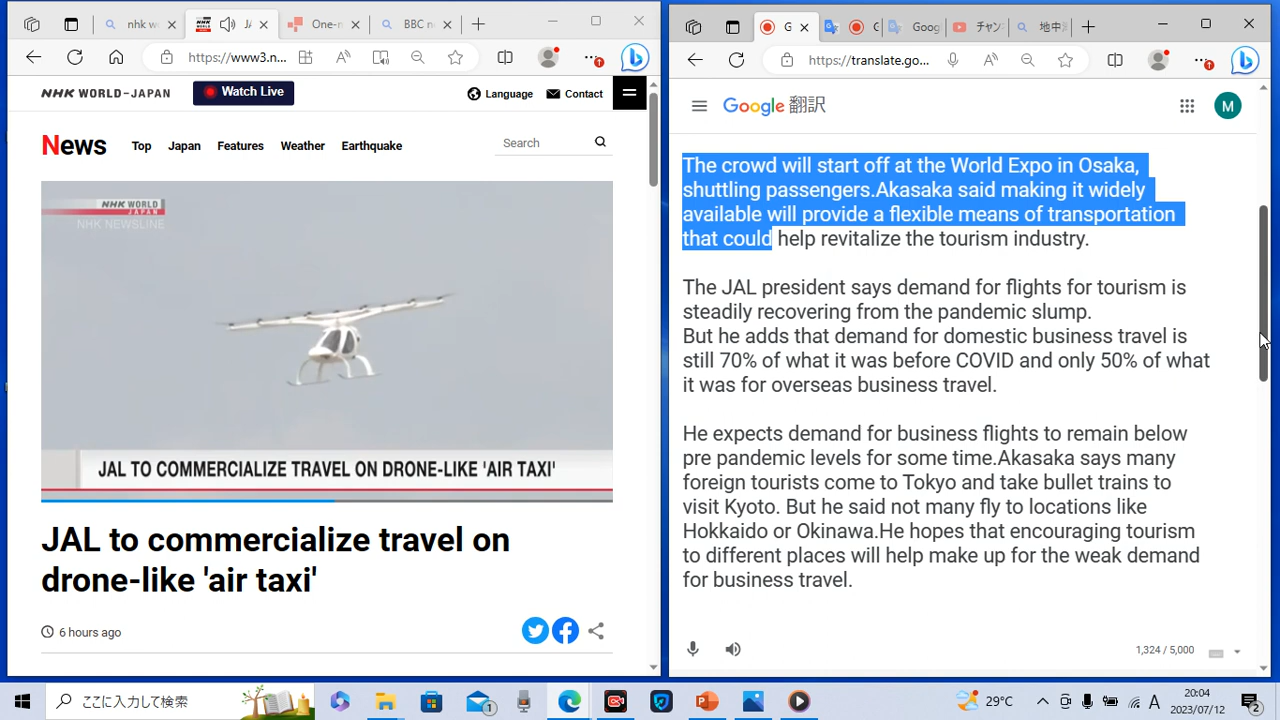 nhk w
JA
One-n
BBC n
https://www3.n...
NHK WORLD-JAPAN
Watch Live
Language
Contact
News
Top
Japan
Features
Weather
Earthquake
Search
NHK WORLD
JAPAN
NHK NEWSLINE
JAL TO COMMERCIALIZE TRAVEL ON DRONE-LIKE 'AIR TAXI'
JAL to commercialize travel on
drone-like 'air taxi'
6 hours ago
G
Goog
チャン
地中
https://translate.go...
Google 翻訳
M
The crowd will start off at the World Expo in Osaka,
shuttling passengers.Akasaka said making it widely
available will provide a flexible means of transportation
that could help revitalize the tourism industry.
The JAL president says demand for flights for tourism is
steadily recovering from the pandemic slump.
But he adds that demand for domestic business travel is
still 70% of what it was before COVID and only 50% of what
it was for overseas business travel.
He expects demand for business flights to remain below
pre pandemic levels for some time.Akasaka says many
foreign tourists come to Tokyo and take bullet trains to
visit Kyoto. But he said not many fly to locations like
Hokkaido or Okinawa.He hopes that encouraging tourism
to different places will help make up for the weak demand
for business travel.
1,324 / 5,000
ここに入力して検索
1
29°C
A
20:04
2023/07/12
2